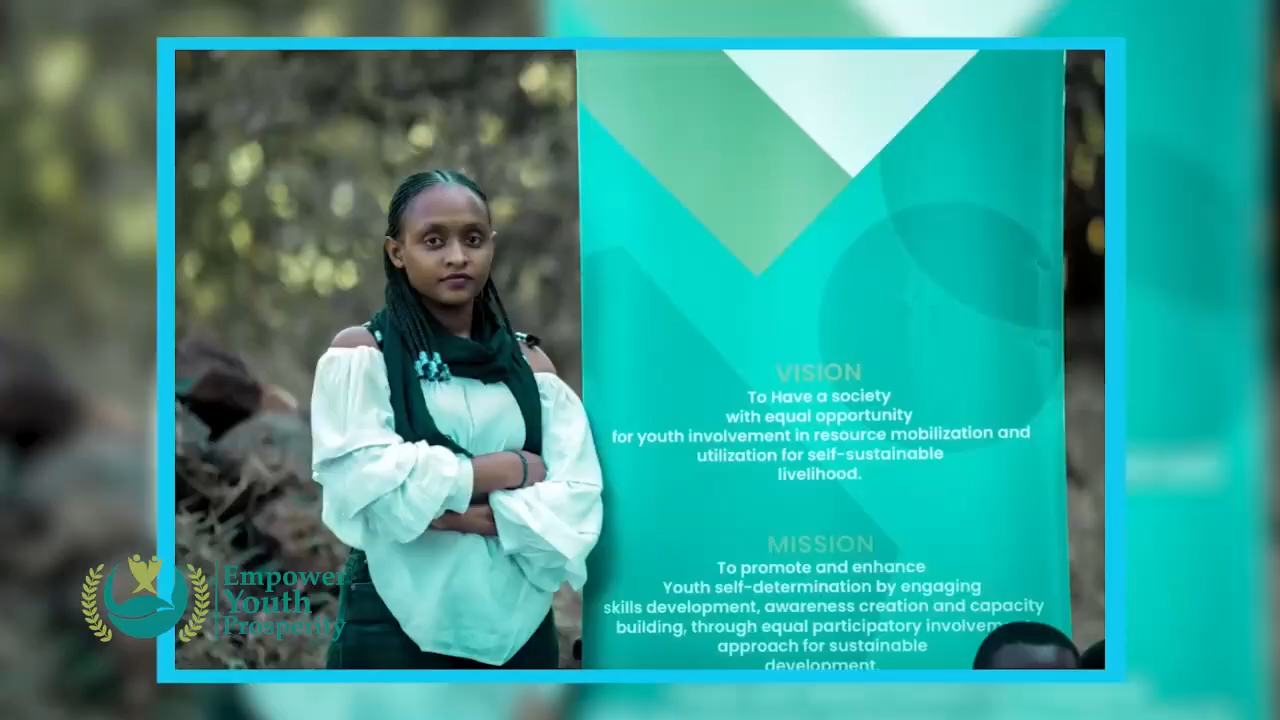 VISION
To Have a society
with equal opportunity
for youth involvement in resource mobilization and
utilization for self-sustainable
livelihood.
MISSION
To promote and enhance
Youth self-determination by engaging
skills development, awareness creation and capacity
building, through equal participatory
approach for sustainable
development.
Empower
Youth
Prosperity